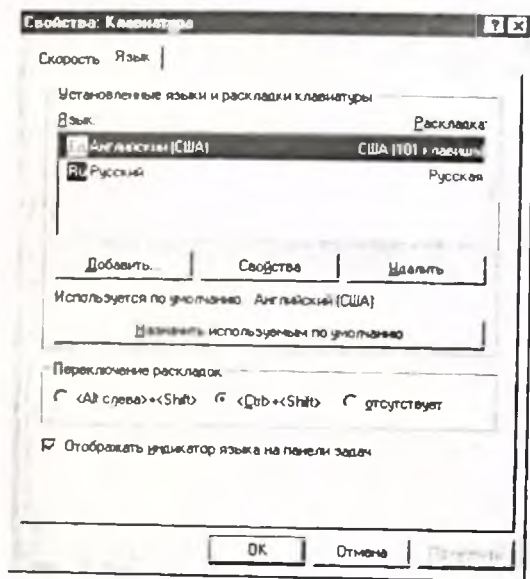 Свойства: Клавиатура
Скорость Язык
Установленные языки и раскладки клавиатуры
Язык: Раскладка:
En Английский (США) США (101 клавиша)
Ru Русский Русская
Добавить... Свойства Удалить
Используется по умолчанию: Английский (США)
Назначить используемым по умолчанию
Переключение раскладок
<Alt слева>+<Shift> <Ctrl>+<Shift> отсутствует
Отображать индикатор языка на панели задач
OK Отмена Применить